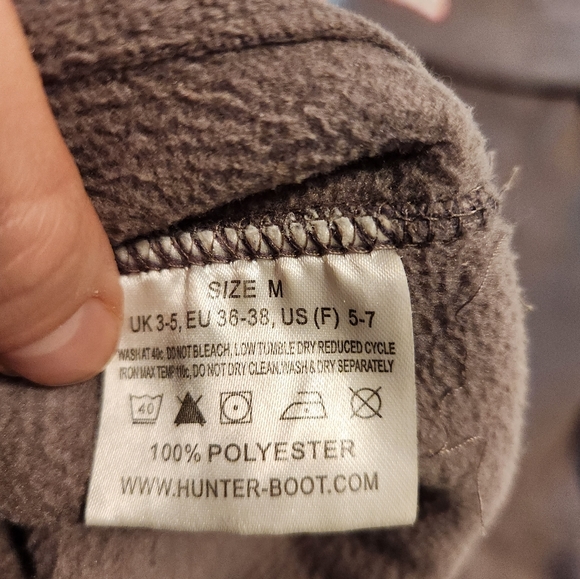 SIZE M
UK 3-5, EU 36-38, US (F) 5-7
WASH AT 40c, DO NOT BLEACH, LOW TUMBLE DRY REDUCED CYCLE
IRON MAX TEMP 110c, DO NOT DRY CLEAN.WASH & DRY SEPARATELY
40
100% POLYESTER
WWW.HUNTER-BOOT.COM